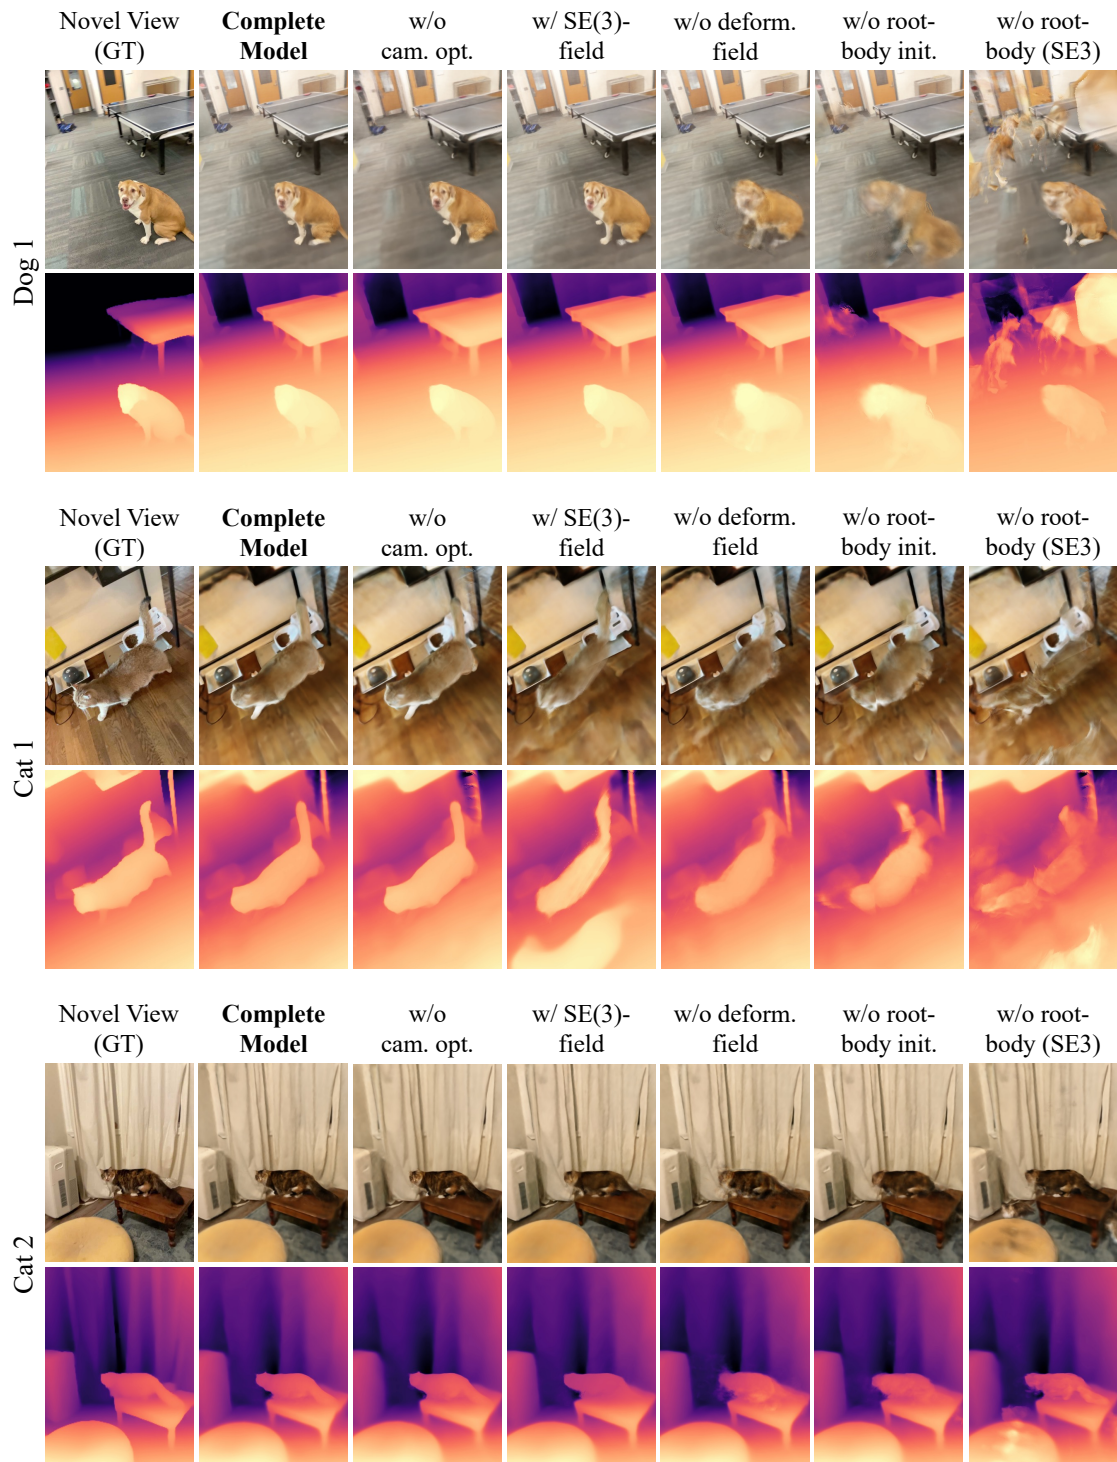 Novel View
(GT)
Complete
Model
w/o
cam. opt.
w/ SE(3)-
field
w/o deform.
field
w/o root-
body init.
w/o root-
body (SE3)
Dog 1
Novel View
(GT)
Complete
Model
w/o
cam. opt.
w/ SE(3)-
field
w/o deform.
field
w/o root-
body init.
w/o root-
body (SE3)
Cat 1
Novel View
(GT)
Complete
Model
w/o
cam. opt.
w/ SE(3)-
field
w/o deform.
field
w/o root-
body init.
w/o root-
body (SE3)
Cat 2